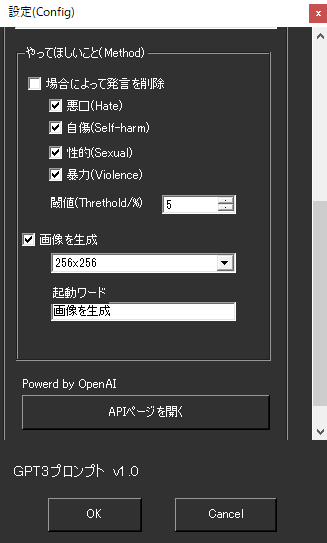 設定(Config)
やってほしいこと(Method)
場合によって発言を削除
悪口(Hate)
自傷(Self-harm)
性的(Sexual)
暴力(Violence)
閾値(Threthold/%) 5
画像を生成
256x256
起動ワード
画像を生成
Powerd by OpenAI
APIページを開く
GPT3プロンプト v1.0
OK Cancel